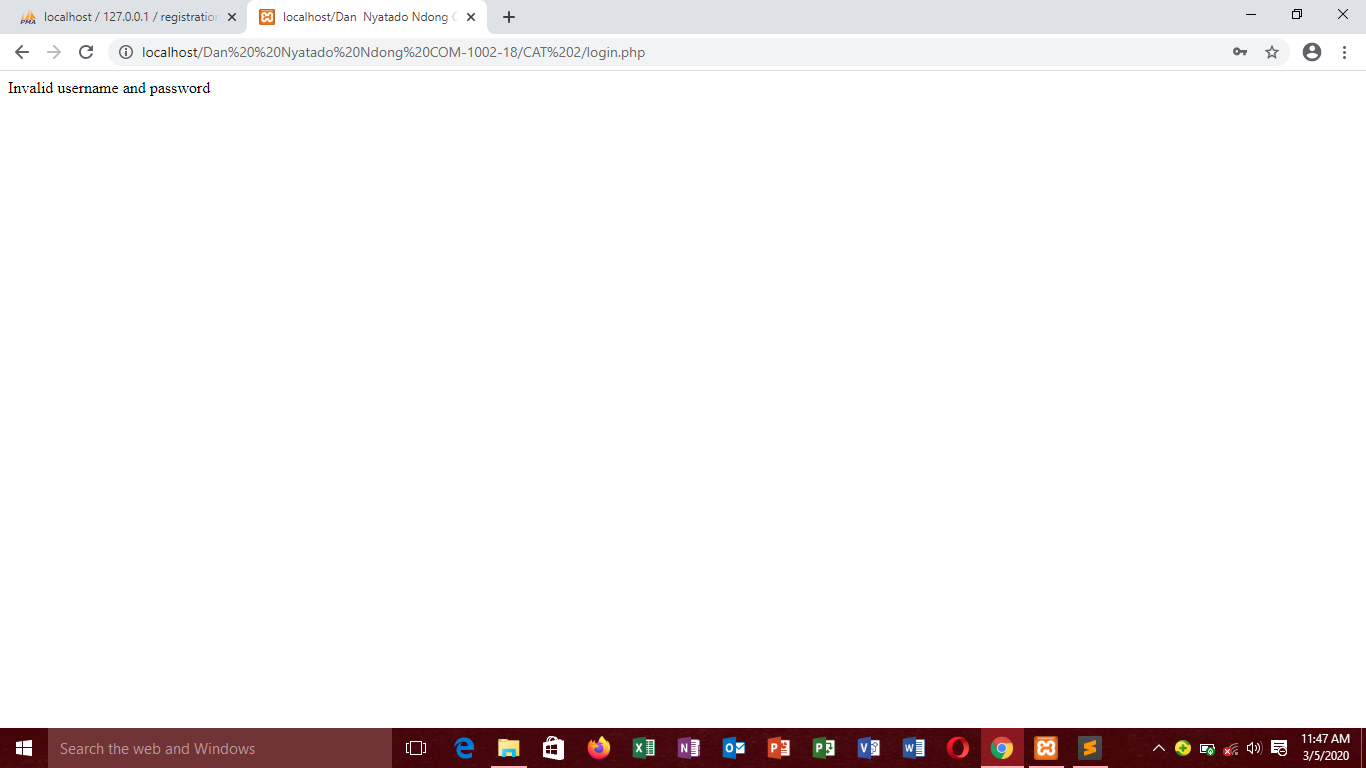 localhost / 127.0.0.1 / registration
localhost/Dan  Nyatado Ndong C
localhost/Dan%20%20Nyatado%20Ndong%20COM-1002-18/CAT%202/login.php
Invalid username and password
Search the web and Windows
11:47 AM
3/5/2020